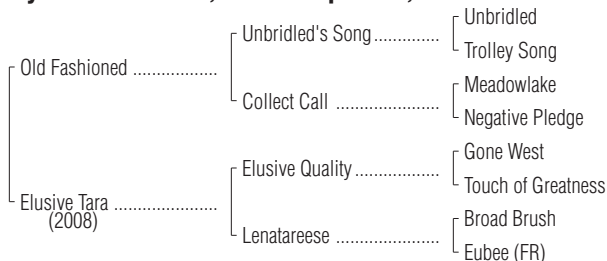 Unbridled
Unbridled's Song ...............
Trolley Song
Old Fashioned ...................
Meadowlake
Collect Call ........................
Negative Pledge
Gone West
Elusive Quality ...................
Touch of Greatness
Elusive Tara .......................
(2008)
Broad Brush
Lenatareese .......................
Eubee (FR)